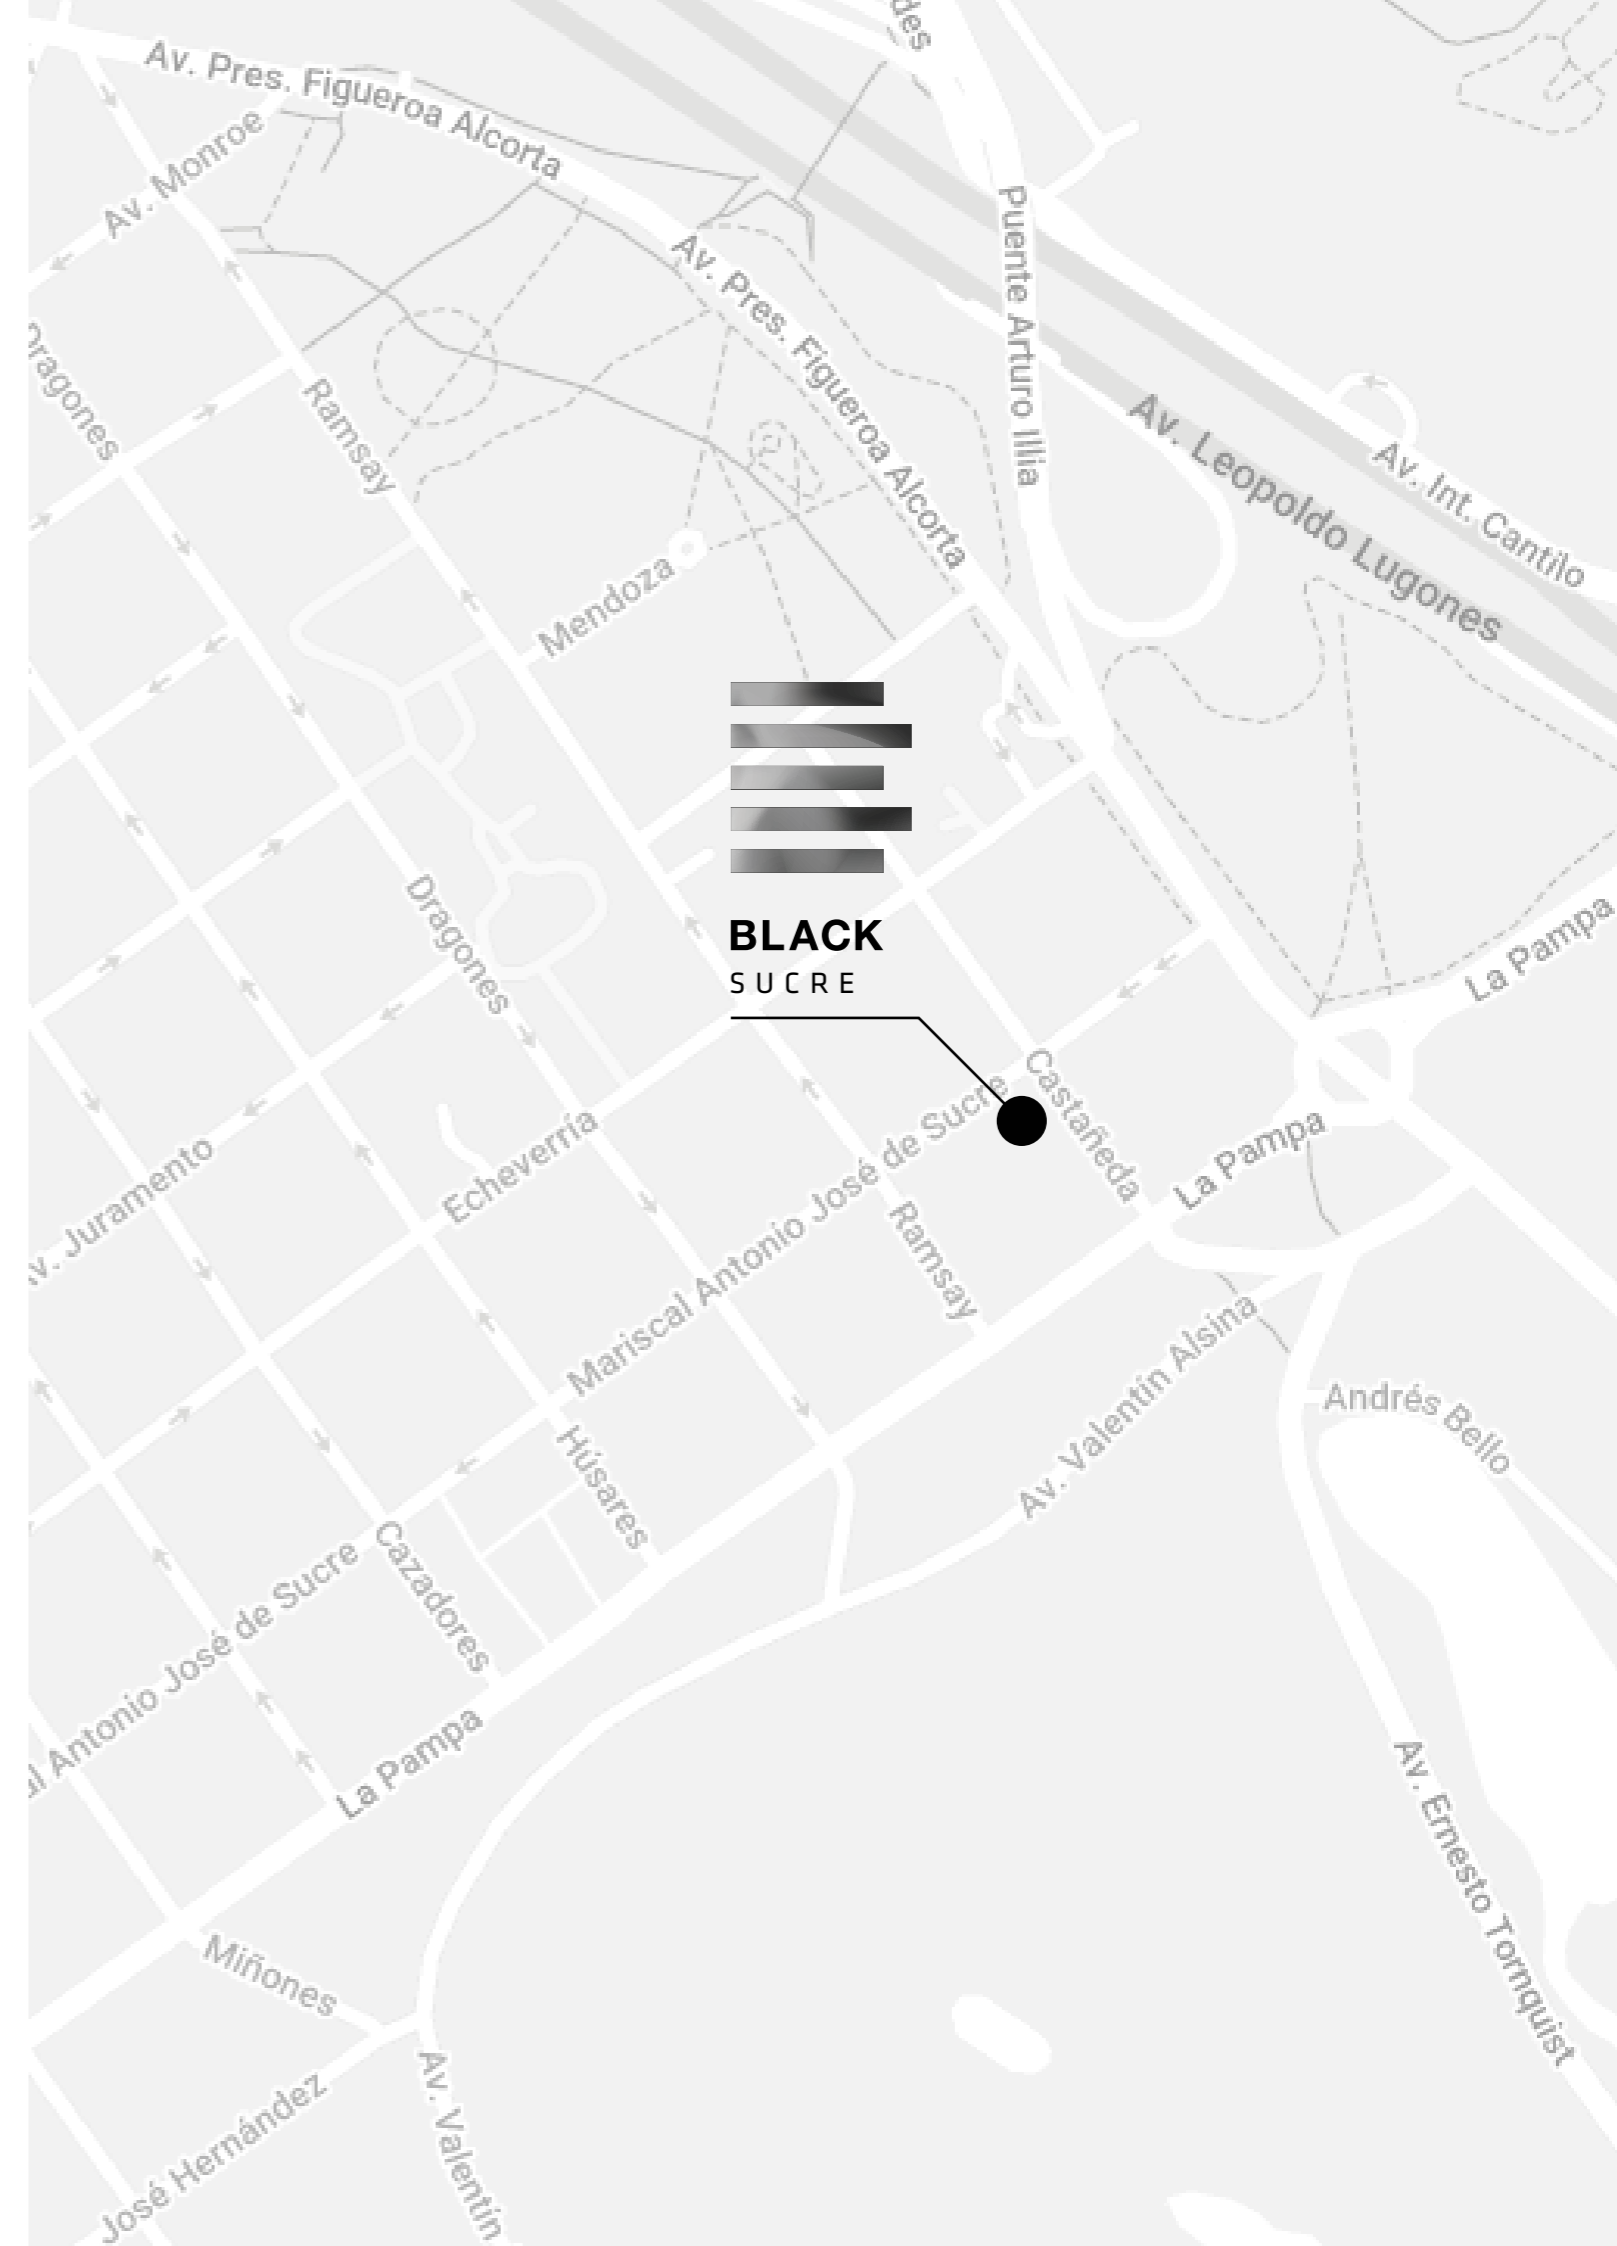 des
Av. Pres. Figueroa Alcorta
Av. Monroe
Av. Pres. Figueroa Alcorta
Puente Arturo Illia
Dragones
Ramsay
Av. Leopoldo Lugones
Av. Int. Cantilo
Mendoza
Dragones
BLACK
SUCRE
La Pampa
Castañeda
Mariscal Antonio José de Sucre
La Pampa
Echeverría
Av. Juramento
Ramsay
Av. Valentín Alsina
Andrés Bello
Húsares
Cazadores
al Antonio José de Sucre
La Pampa
Av. Ernesto Tornquist
Miñones
José Hernández
Av. Valentín